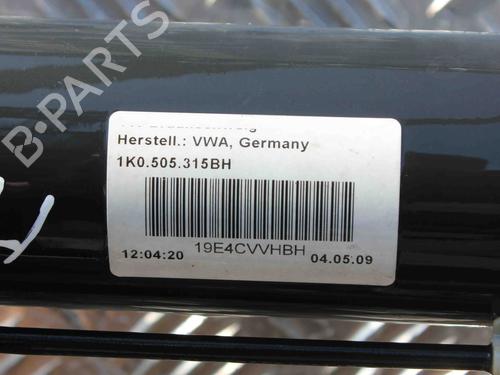 B-PARTS
Herstell.: VWA, Germany
1K0.505.315BH
19E4CVVHBH
12:04:20 04.05.09